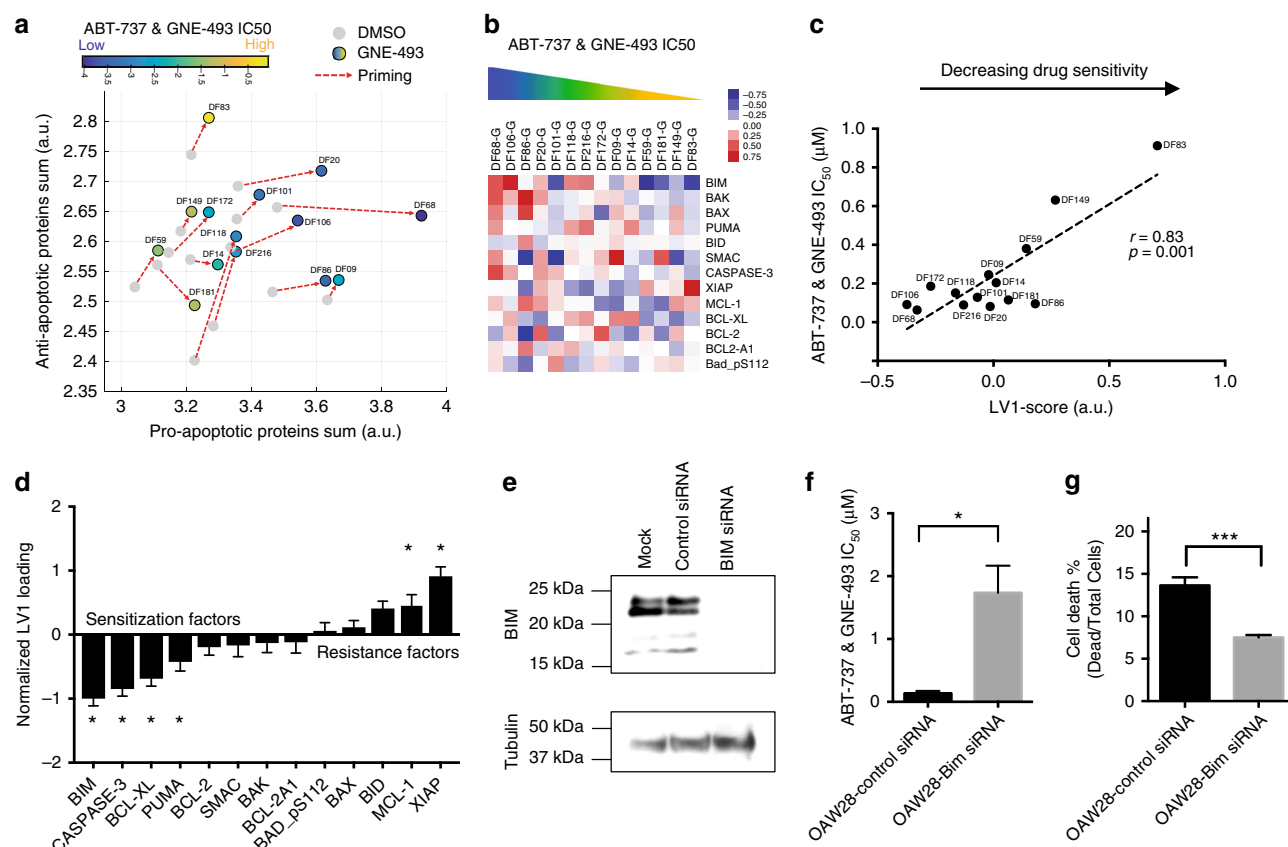 a
ABT-737 & GNE-493 IC50
Low
High
-4
-3.5
-3
-2.5
-2
-1.5
-1
-0.5
DMSO
GNE-493
Priming
Anti-apoptotic proteins sum (a.u.)
2.8
2.75
2.7
2.65
2.6
2.55
2.5
2.45
2.4
2.35
DF83
DF20
DF101
DF68
DF149
DF172
DF106
DF118
DF59
DF216
DF14
DF86
DF09
DF181
3
3.2
3.4
3.6
3.8
4
Pro-apoptotic proteins sum (a.u.)
b
ABT-737 & GNE-493 IC50
−0.75
−0.50
−0.25
0.00
0.25
0.50
0.75
DF68-G
DF106-G
DF86-G
DF20-G
DF101-G
DF118-G
DF216-G
DF172-G
DF09-G
DF14-G
DF59-G
DF181-G
DF149-G
DF83-G
BIM
BAK
BAX
PUMA
BID
SMAC
CASPASE-3
XIAP
MCL-1
BCL-XL
BCL-2
BCL2-A1
Bad_pS112
c
Decreasing drug sensitivity
ABT-737 & GNE-493 IC50 (μM)
1.0
0.8
0.6
0.4
0.2
0.0
DF83
DF149
DF59
r = 0.83
p = 0.001
DF09
DF172
DF118
DF14
DF106
DF101
DF181
DF86
DF68
DF216
DF20
−0.5
0.0
0.5
1.0
LV1-score (a.u.)
d
Normalized LV1 loading
2
1
0
−1
−2
Sensitization factors
Resistance factors
* * * * * *
BIM
CASPASE-3
BCL-XL
PUMA
BCL-2
SMAC
BAK
BCL-2A1
BAD_pS112
BAX
BID
MCL-1
XIAP
e
Mock
Control siRNA
BIM siRNA
BIM
25 kDa
20 kDa
15 kDa
Tubulin
50 kDa
37 kDa
f
ABT-737 & GNE-493 IC50 (μM)
3
2
1
0
*
OAW28-control siRNA
OAW28-Bim siRNA
g
Cell death %
(Dead/Total Cells)
20
15
10
5
0
***
OAW28-control siRNA
OAW28-Bim siRNA